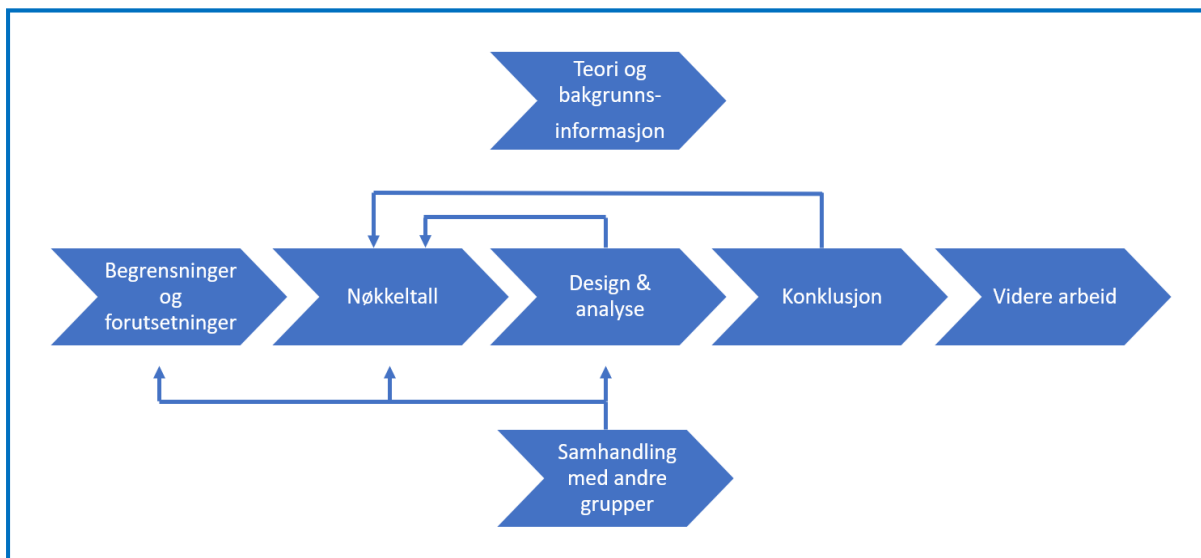 Teori og
bakgrunns-
informasjon
Begrensninger
og
forutsetninger
Nøkkeltall
Design &
analyse
Konklusjon
Videre arbeid
Samhandling
med andre
grupper